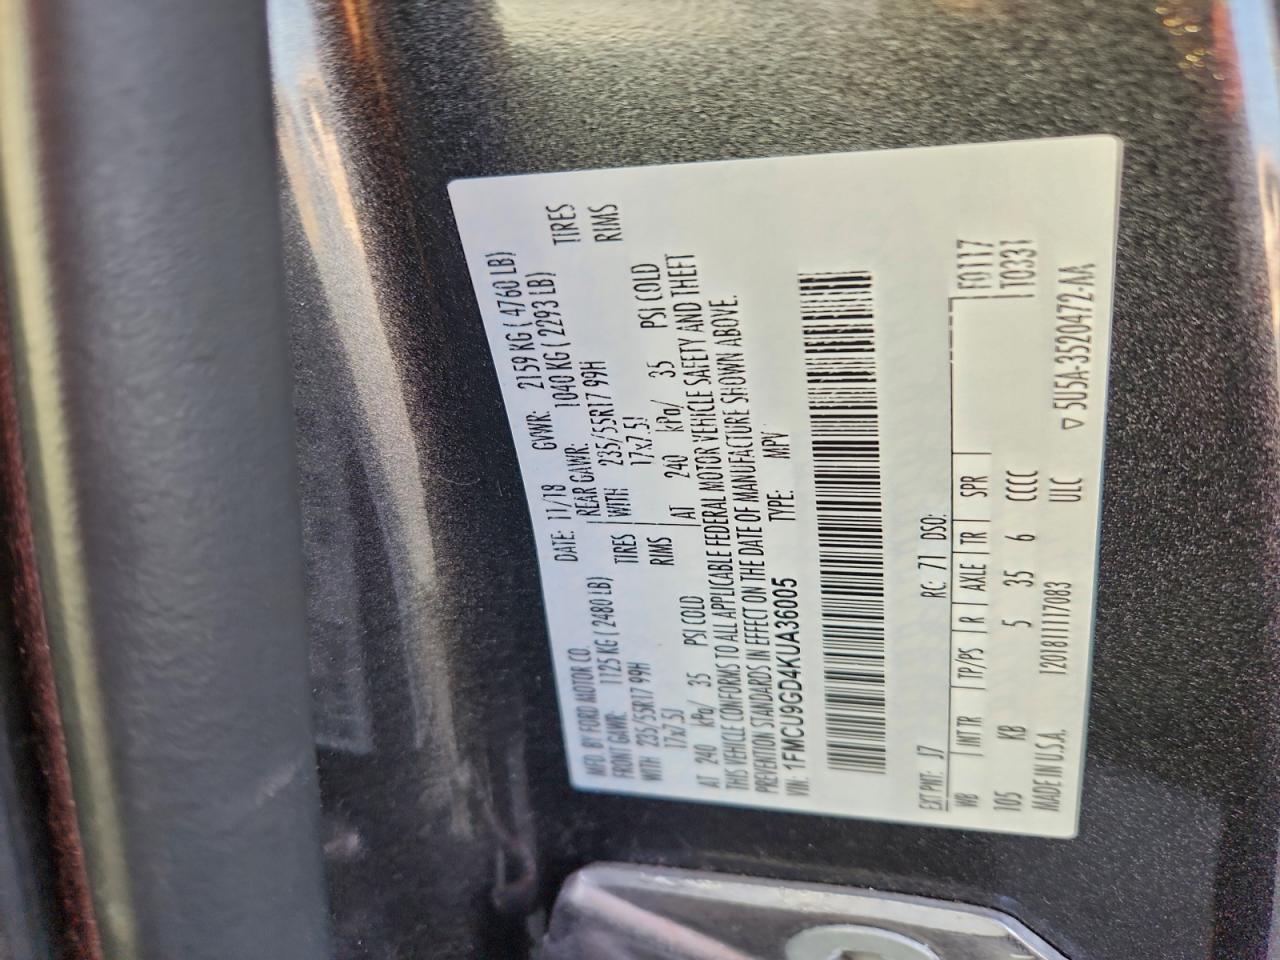 MFD. BY FORD MOTOR CO.
DATE: 11/18 GVWR: 2159 KG ( 4760 LB)
FRONT GAWR: 1125 KG ( 2480 LB) REAR GAWR: 1040 KG ( 2293 LB)
WITH 235/55R17 99H TIRES WITH 235/55R17 99H TIRES
17x7.5J RIMS 17x7.5J RIMS
AT 240 kPa/ 35 PSI COLD AT 240 kPa/ 35 PSI COLD
THIS VEHICLE CONFORMS TO ALL APPLICABLE FEDERAL MOTOR VEHICLE SAFETY AND THEFT
PREVENTION STANDARDS IN EFFECT ON THE DATE OF MANUFACTURE SHOWN ABOVE.
VIN: 1FMCU9GD4KUA36005 TYPE: MPV
EXT PNT: J7 RC: 71 DSO: F0117
WB INT TR TP/PS R AXLE TR SPR T0331
105 KB 5 35 6 CCCC
MADE IN U.S.A. 120181117083 ULC ▽ 5U5A-3520472-AA